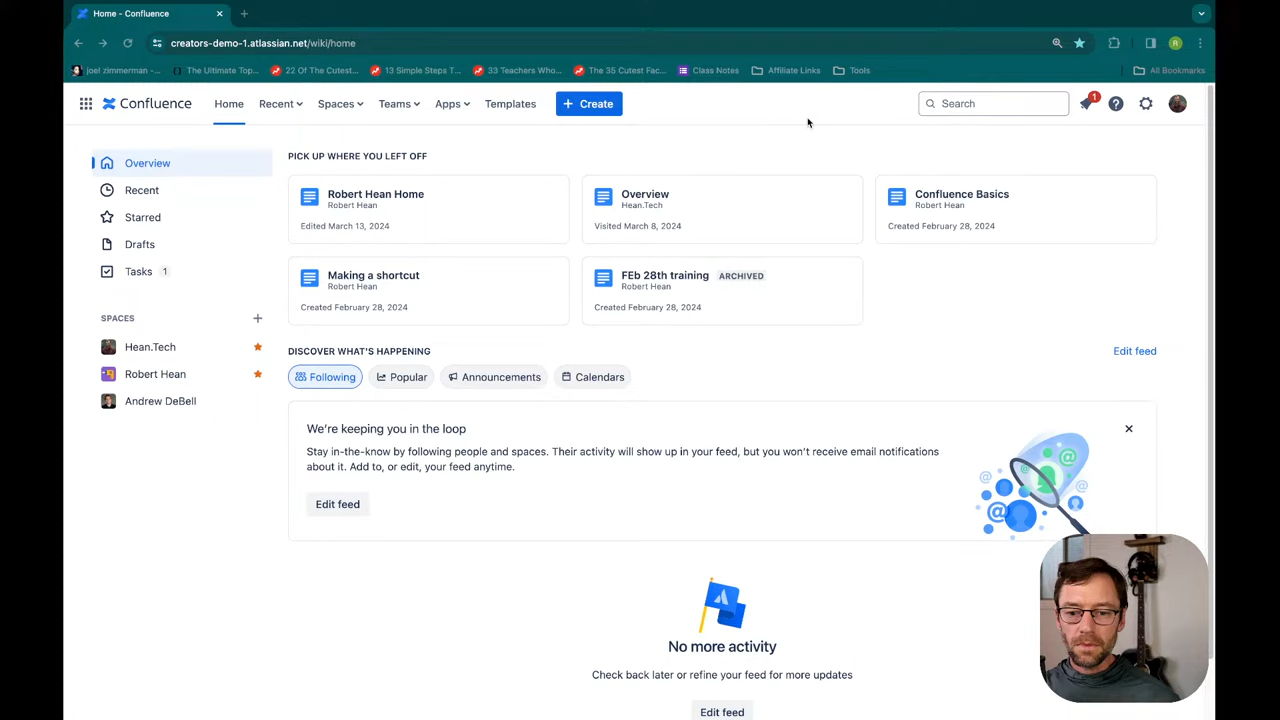 Home - Confluence
creators-demo-1.atlassian.net/wiki/home
R
joel zimmerman -...
The Ultimate Top...
22 Of The Cutest...
13 Simple Steps T...
33 Teachers Who...
The 35 Cutest Fac...
Class Notes
Affiliate Links
Tools
All Bookmarks
Confluence
Home
Recent
Spaces
Teams
Apps
Templates
+ Create
Search
1
Overview
Recent
Starred
Drafts
Tasks 1
SPACES
Hean.Tech
Robert Hean
Andrew DeBell
PICK UP WHERE YOU LEFT OFF
Robert Hean Home
Robert Hean
Edited March 13, 2024
Overview
Hean.Tech
Visited March 8, 2024
Confluence Basics
Robert Hean
Created February 28, 2024
Making a shortcut
Robert Hean
Created February 28, 2024
FEb 28th training ARCHIVED
Robert Hean
Created February 28, 2024
DISCOVER WHAT'S HAPPENING
Edit feed
Following
Popular
Announcements
Calendars
We're keeping you in the loop
Stay in-the-know by following people and spaces. Their activity will show up in your feed, but you won't receive email notifications
about it. Add to, or edit, your feed anytime.
Edit feed
No more activity
Check back later or refine your feed for more updates
Edit feed